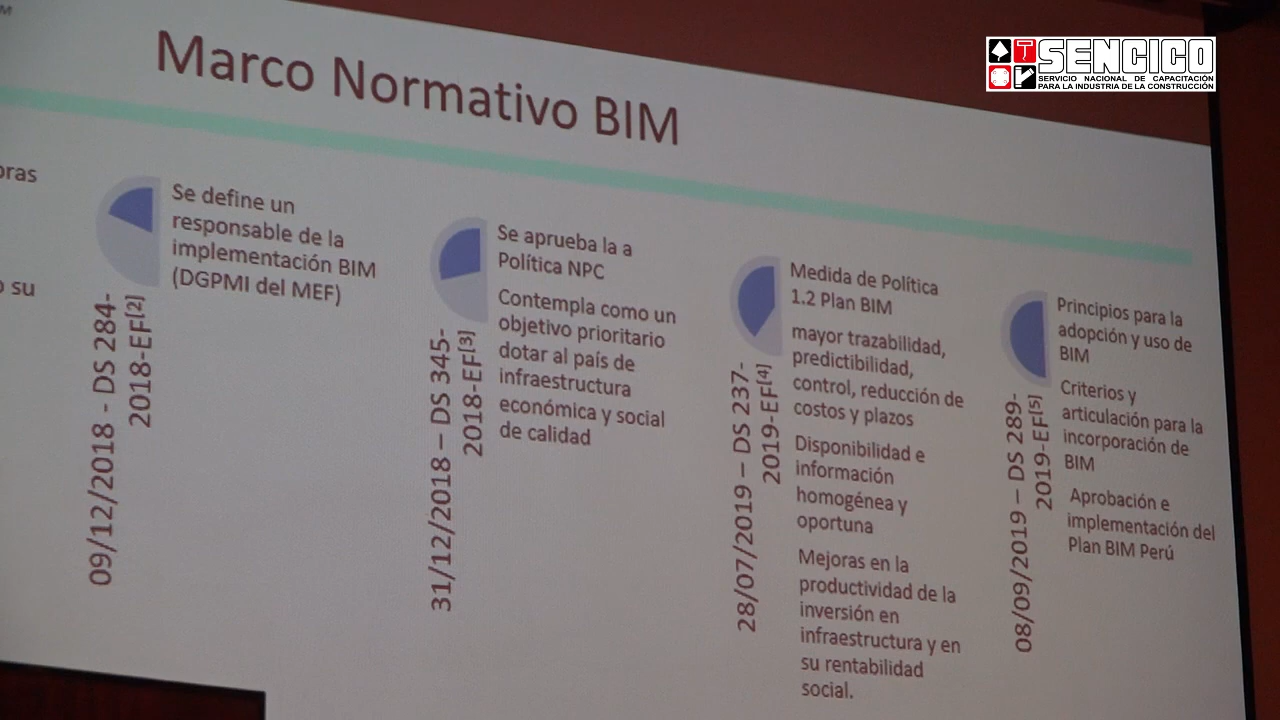 SENCICO
SERVICIO NACIONAL DE CAPACITACIÓN
PARA LA INDUSTRIA DE LA CONSTRUCCIÓN
Marco Normativo BIM
su
09/12/2018 - DS 284-
2018-EF[2]
Se define un
responsable de la
implementación BIM
(DGPMI del MEF)
31/12/2018 – DS 345-
2018-EF[3]
Se aprueba la a
Política NPC
Contempla como un
objetivo prioritario
dotar al país de
infraestructura
económica y social
de calidad
28/07/2019 – DS 237-
2019-EF[4]
Medida de Política
1.2 Plan BIM
mayor trazabilidad,
predictibilidad,
control, reducción de
costos y plazos
Disponibilidad e
información
homogénea y
oportuna
Mejoras en la
productividad de la
inversión en
infraestructura y en
su rentabilidad
social.
08/09/2019 – DS 289-
2019-EF[5]
Principios para la
adopción y uso de
BIM
Criterios y
articulación para la
incorporación de
BIM
Aprobación e
implementación del
Plan BIM Perú